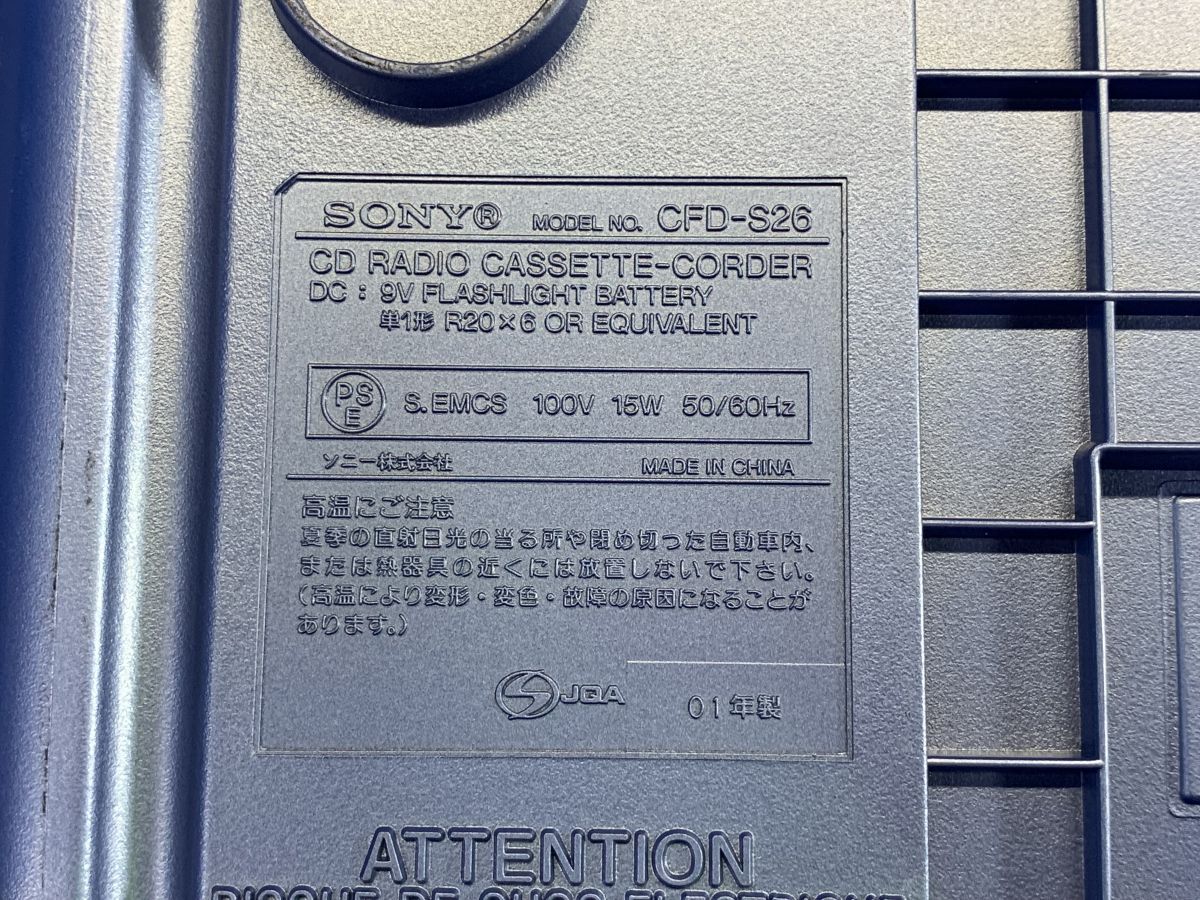 SONY® MODEL NO. CFD-S26
CD RADIO CASSETTE-CORDER
DC : 9V FLASHLIGHT BATTERY
単1形 R20×6 OR EQUIVALENT
PS E S.EMCS 100V 15W 50/60Hz
ソニー株式会社 MADE IN CHINA
高温にご注意
夏季の直射日光の当る所や閉め切った自動車内、
または熱器具の近くには放置しないで下さい。
(高温により変形・変色・故障の原因になることが
あります。)
JQA 01年製
ATTENTION
RISQUE DE CHOC ELECTRIQUE